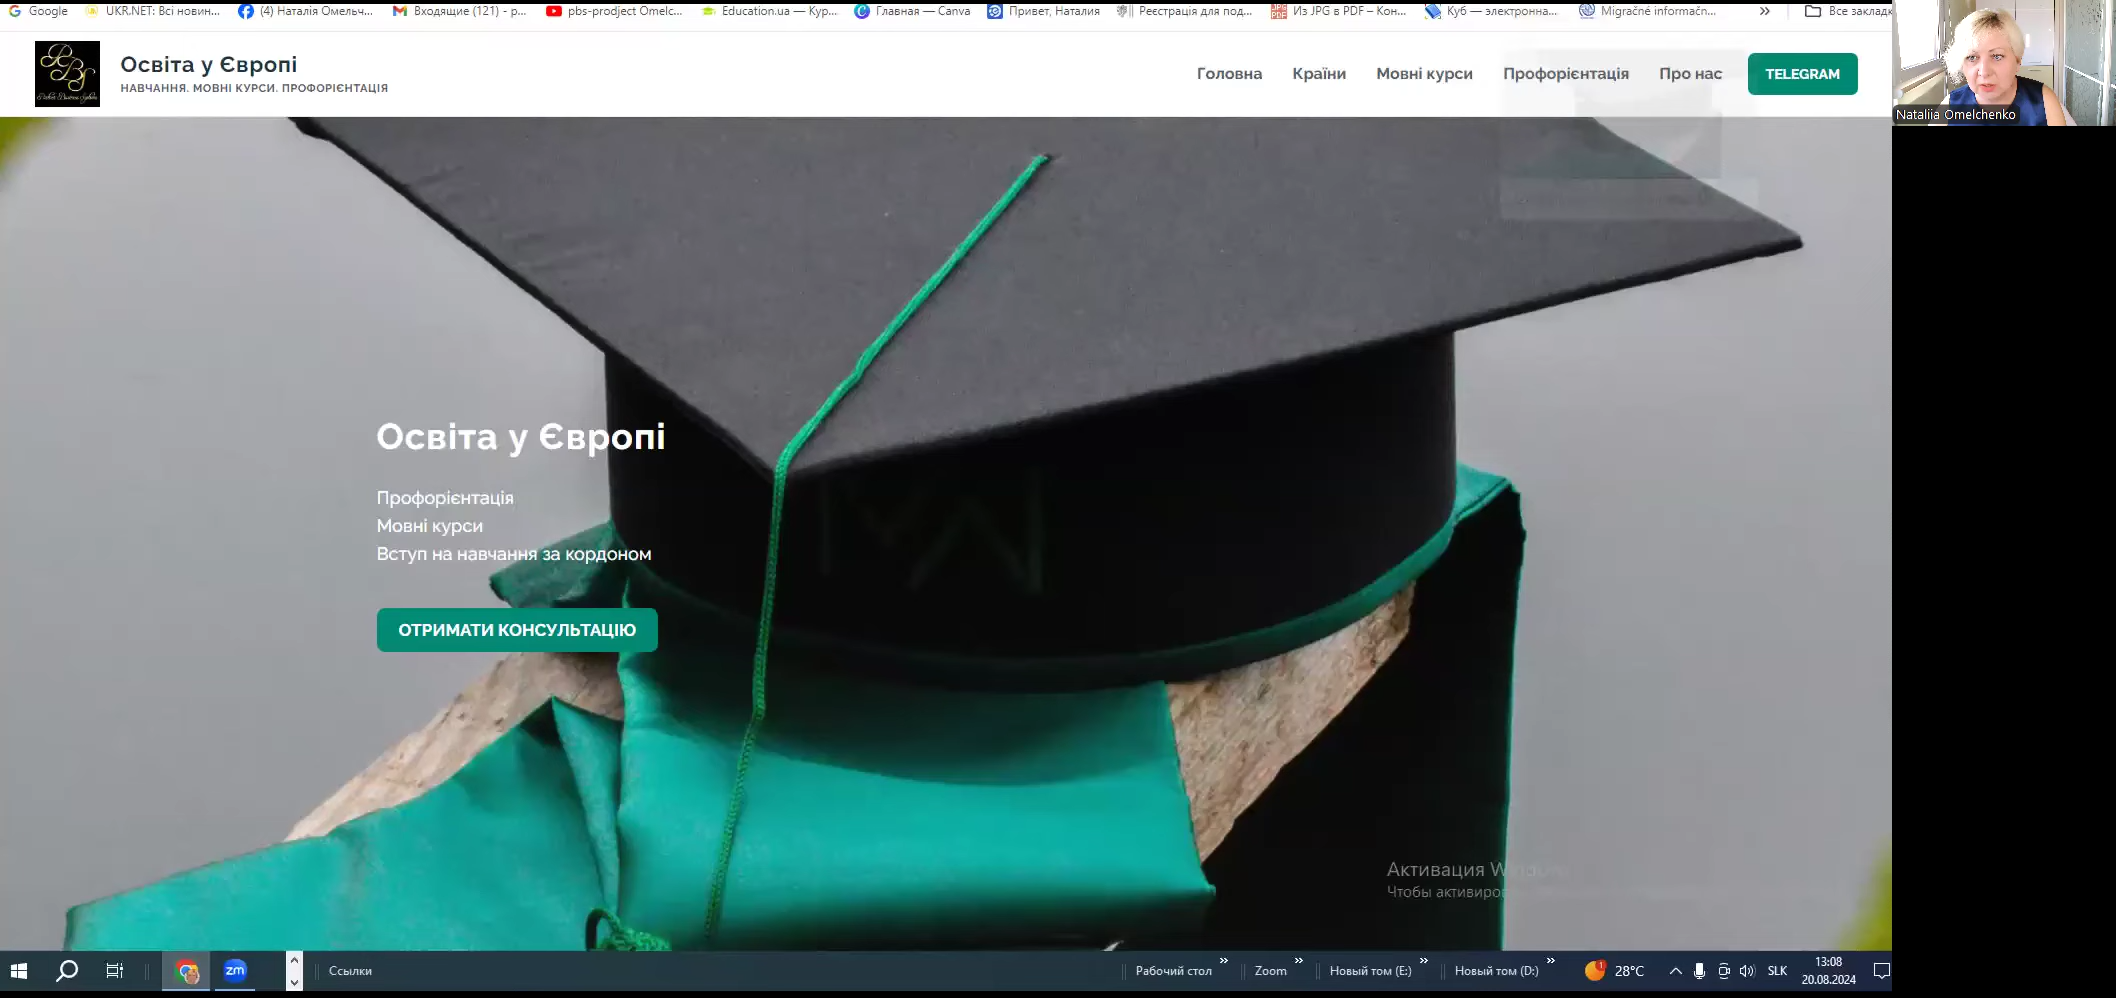 Google
UKR.NET: Всі новин...
(4) Наталія Омельч...
Входящие (121) - p...
pbs-prodject Omelc...
Education.ua — Кур...
Главная — Canva
Привет, Наталия
Реєстрація для под...
Из JPG в PDF – Кон...
Куб — электронна...
Migračné informačn...
»
Все заклад
Освіта у Європі
НАВЧАННЯ. МОВНІ КУРСИ. ПРОФОРІЄНТАЦІЯ
Головна
Країни
Мовні курси
Профорієнтація
Про нас
TELEGRAM
Nataliia Omelchenko
Освіта у Європі
Профорієнтація
Мовні курси
Вступ на навчання за кордоном
ОТРИМАТИ КОНСУЛЬТАЦІЮ
Активация Windows
Чтобы активиро
Ссылки
Рабочий стол
»
Zoom
»
Новый том (E:)
»
Новый том (D:)
»
1
28°C
SLK
13:08
20.08.2024
zm